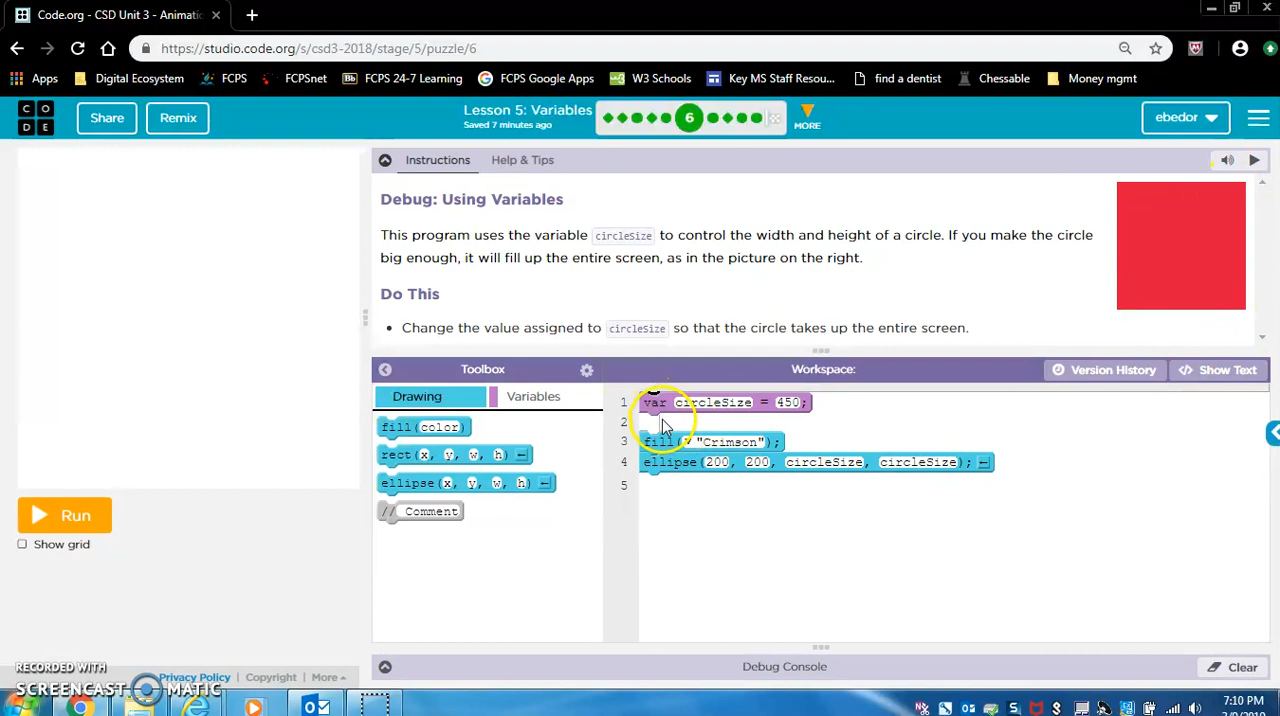 Code.org - CSD Unit 3 - Animatic
https://studio.code.org/s/csd3-2018/stage/5/puzzle/6
Apps Digital Ecosystem FCPS FCPSnet Bb FCPS 24-7 Learning FCPS Google Apps W3 W3 Schools Key MS Staff Resou... find a dentist Chessable Money mgmt
CODE
Share
Remix
Lesson 5: Variables
Saved 7 minutes ago
6
MORE
ebedor
Instructions
Help & Tips
Debug: Using Variables
This program uses the variable circleSize to control the width and height of a circle. If you make the circle
big enough, it will fill up the entire screen, as in the picture on the right.
Do This
• Change the value assigned to circleSize so that the circle takes up the entire screen.
Toolbox
Workspace:
Version History
</> Show Text
Drawing
Variables
fill(color)
rect(x, y, w, h)
ellipse(x, y, w, h)
// Comment
1 var circleSize = 450;
2
3 fill( "Crimson");
4 ellipse(200, 200, circleSize, circleSize);
5
Run
Show grid
Debug Console
Clear
RECORDED WITH
SCREENCAST MATIC
Privacy Policy | Copyright | More
7:10 PM